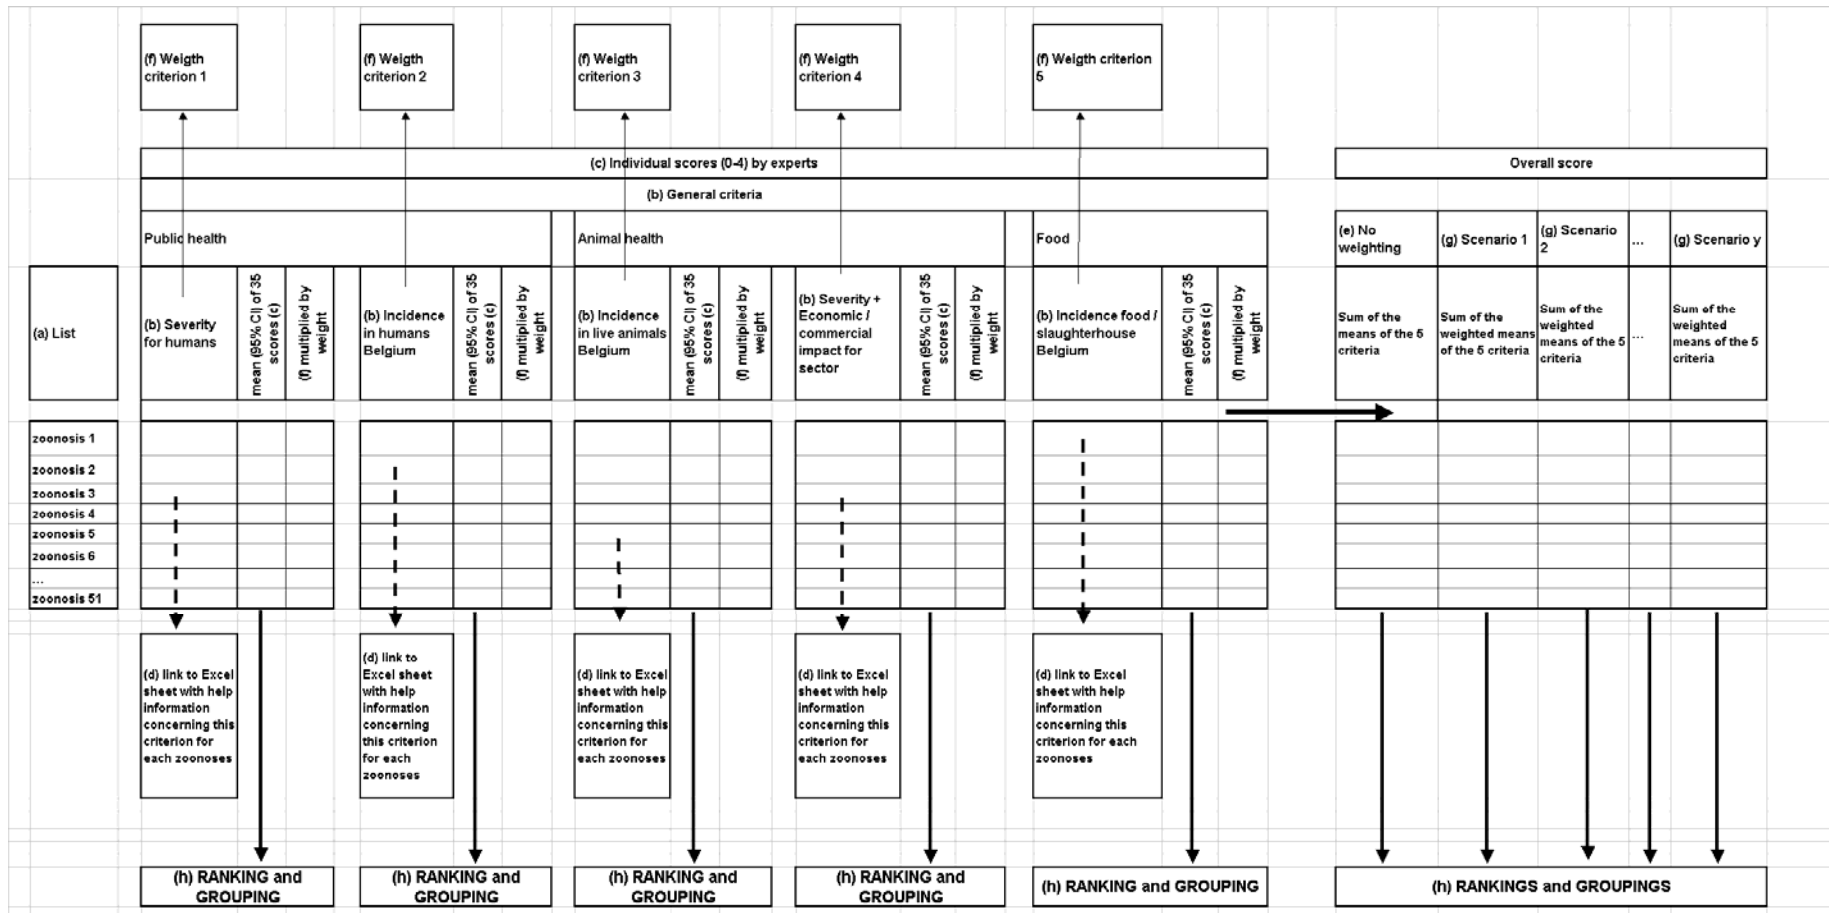 (f) Weigth
criterion 1
(f) Weigth
criterion 2
(f) Weigth
criterion 3
(f) Weigth
criterion 4
(f) Weigth criterion
5
(c) Individual scores (0-4) by experts
Overall score
(b) General criteria
Public health
Animal health
Food
(e) No
weighting
(g) Scenario 1
(g) Scenario
2
...
(g) Scenario y
(a) List
(b) Severity
for humans
mean (95% CI) of 35
scores (c)
(f) multiplied by
weight
(b) Incidence
in humans
Belgium
mean (95% CI) of 35
scores (c)
(f) multiplied by
weight
(b) Incidence
in live animals
Belgium
mean (95% CI) of 35
scores (c)
(f) multiplied by
weight
(b) Severity +
Economic /
commercial
impact for
sector
mean (95% CI) of 35
scores (c)
(f) multiplied by
weight
(b) Incidence food /
slaughterhouse
Belgium
mean (95% CI) of 35
scores (c)
(f) multiplied by
weight
Sum of the
means of the 5
criteria
Sum of the
weighted means
of the 5 criteria
Sum of the
weighted
means of the 5
criteria
...
Sum of the
weighted
means of the 5
criteria
zoonosis 1
zoonosis 2
zoonosis 3
zoonosis 4
zoonosis 5
zoonosis 6
...
zoonosis 51
(d) link to Excel
sheet with help
information
concerning this
criterion for
each zoonoses
(d) link to
Excel sheet
with help
information
concerning
this criterion
for each
zoonoses
(d) link to Excel
sheet with help
information
concerning this
criterion for
each zoonoses
(d) link to Excel
sheet with help
information
concerning this
criterion for
each zoonoses
(d) link to Excel
sheet with help
information
concerning this
criterion for each
zoonoses
(h) RANKING and
GROUPING
(h) RANKING and
GROUPING
(h) RANKING and
GROUPING
(h) RANKING and
GROUPING
(h) RANKING and GROUPING
(h) RANKINGS and GROUPINGS